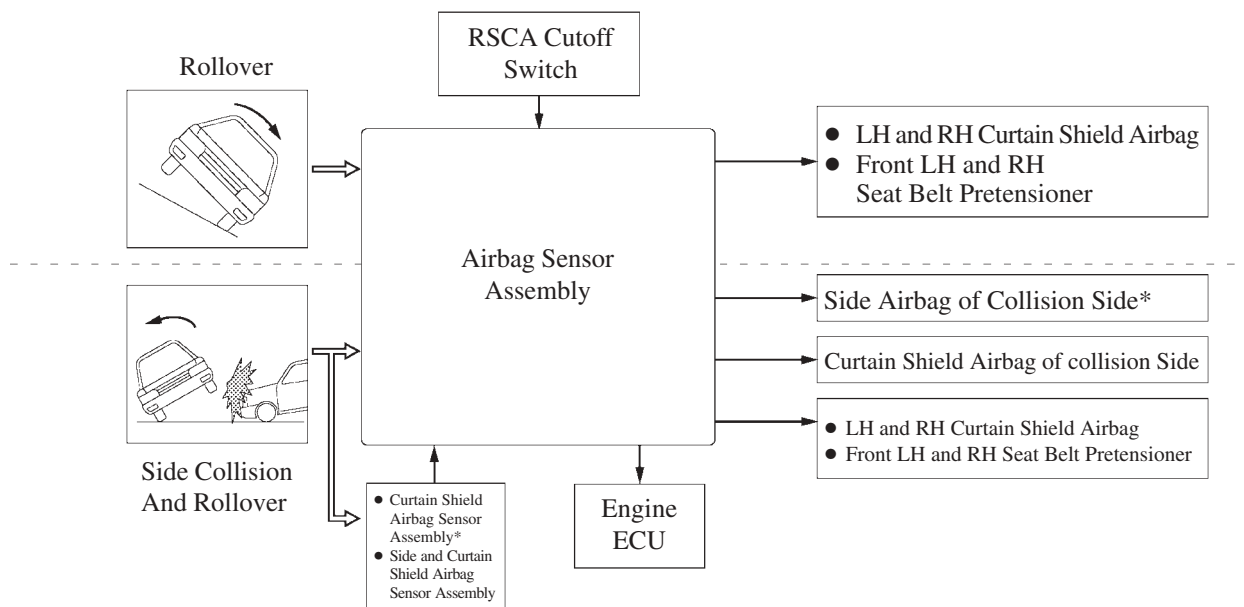 RSCA Cutoff
Switch
Rollover
● LH and RH Curtain Shield Airbag
● Front LH and RH
Seat Belt Pretensioner
Airbag Sensor
Assembly
Side Airbag of Collision Side*
Curtain Shield Airbag of collision Side
● LH and RH Curtain Shield Airbag
● Front LH and RH Seat Belt Pretensioner
Side Collision
And Rollover
● Curtain Shield
Airbag Sensor
Assembly*
● Side and Curtain
Shield Airbag
Sensor Assembly
Engine
ECU